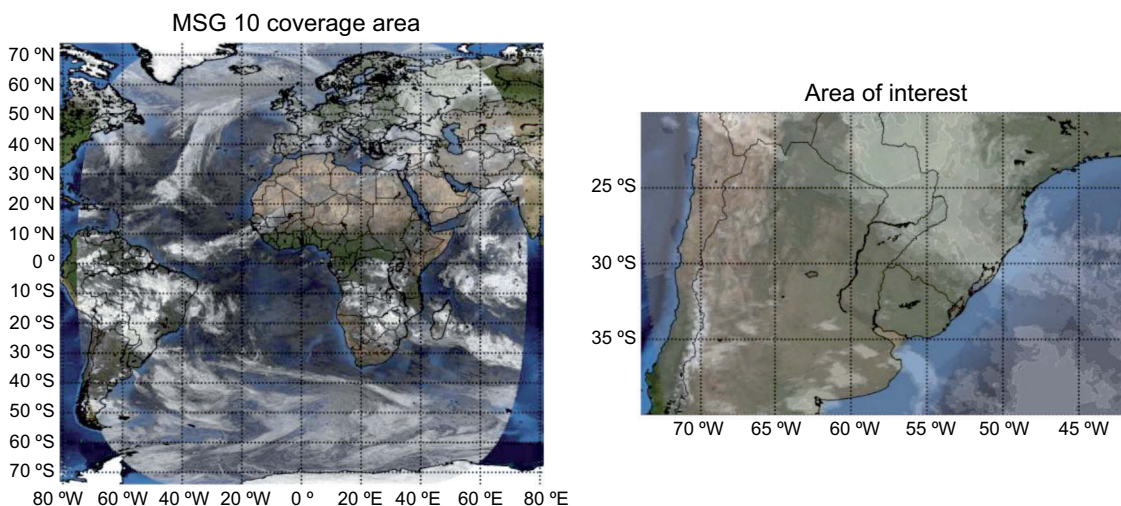 MSG 10 coverage area
70 ºN
60 ºN
50 ºN
40 ºN
30 ºN
20 ºN
10 ºN
0 º
10 ºS
20 ºS
30 ºS
40 ºS
50 ºS
60 ºS
70 ºS
80 ºW 60 ºW 40 ºW 20 ºW 0 º 20 ºE 40 ºE 60 ºE 80 ºE
Area of interest
25 ºS
30 ºS
35 ºS
70 ºW 65 ºW 60 ºW 55 ºW 50 ºW 45 ºW